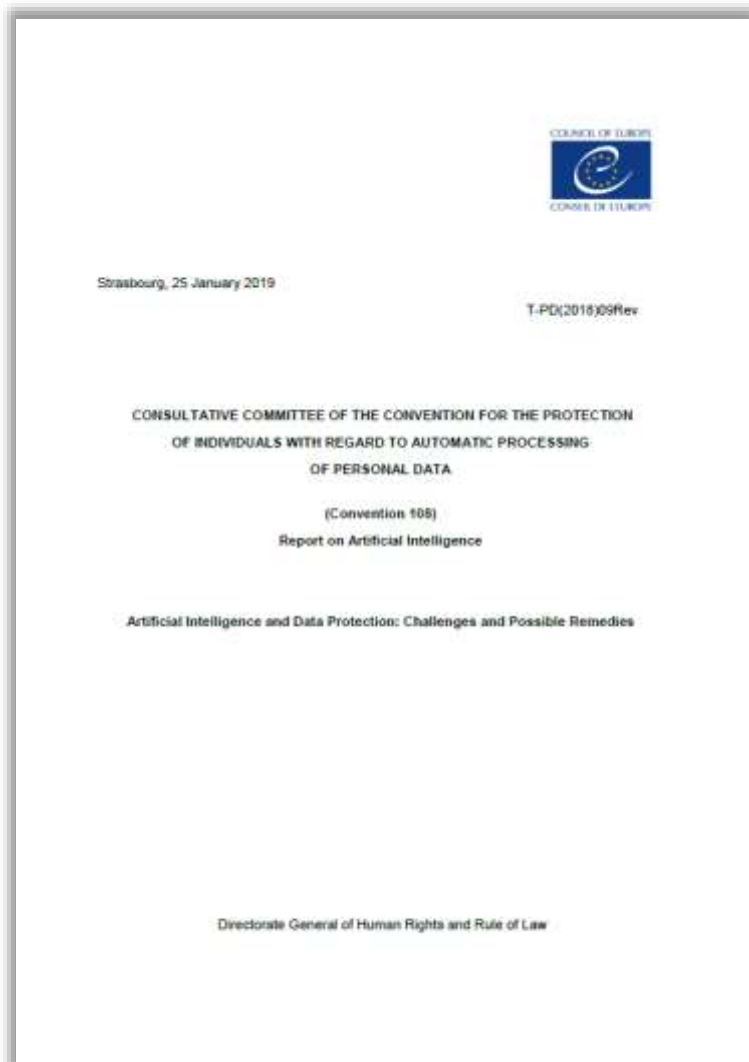 COUNCIL OF EUROPE
CONSEIL DE L'EUROPE
Strasbourg, 25 January 2019
T-PD(2018)09Rev
CONSULTATIVE COMMITTEE OF THE CONVENTION FOR THE PROTECTION
OF INDIVIDUALS WITH REGARD TO AUTOMATIC PROCESSING
OF PERSONAL DATA
(Convention 108)
Report on Artificial Intelligence
Artificial Intelligence and Data Protection: Challenges and Possible Remedies
Directorate General of Human Rights and Rule of Law